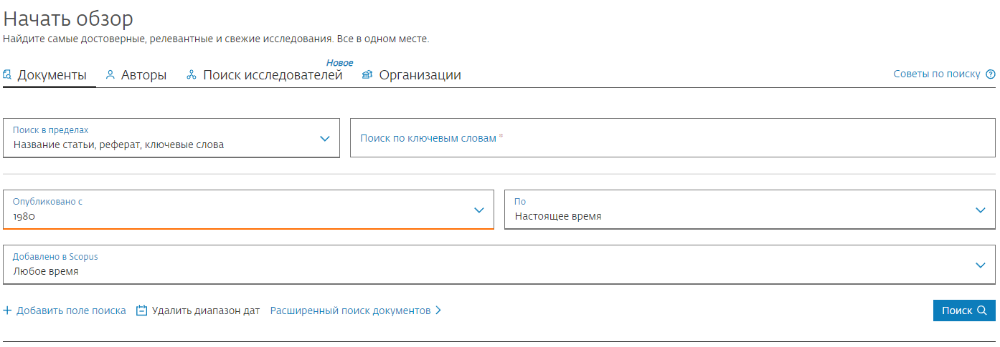 Начать обзор
Найдите самые достоверные, релевантные и свежие исследования. Все в одном месте.
Новое
Документы Авторы Поиск исследователей Организации Советы по поиску ?
Поиск в пределах
Название статьи, реферат, ключевые слова
Поиск по ключевым словам *
Опубликовано с
1980
По
Настоящее время
Добавлено в Scopus
Любое время
+ Добавить поле поиска Удалить диапазон дат Расширенный поиск документов
Поиск